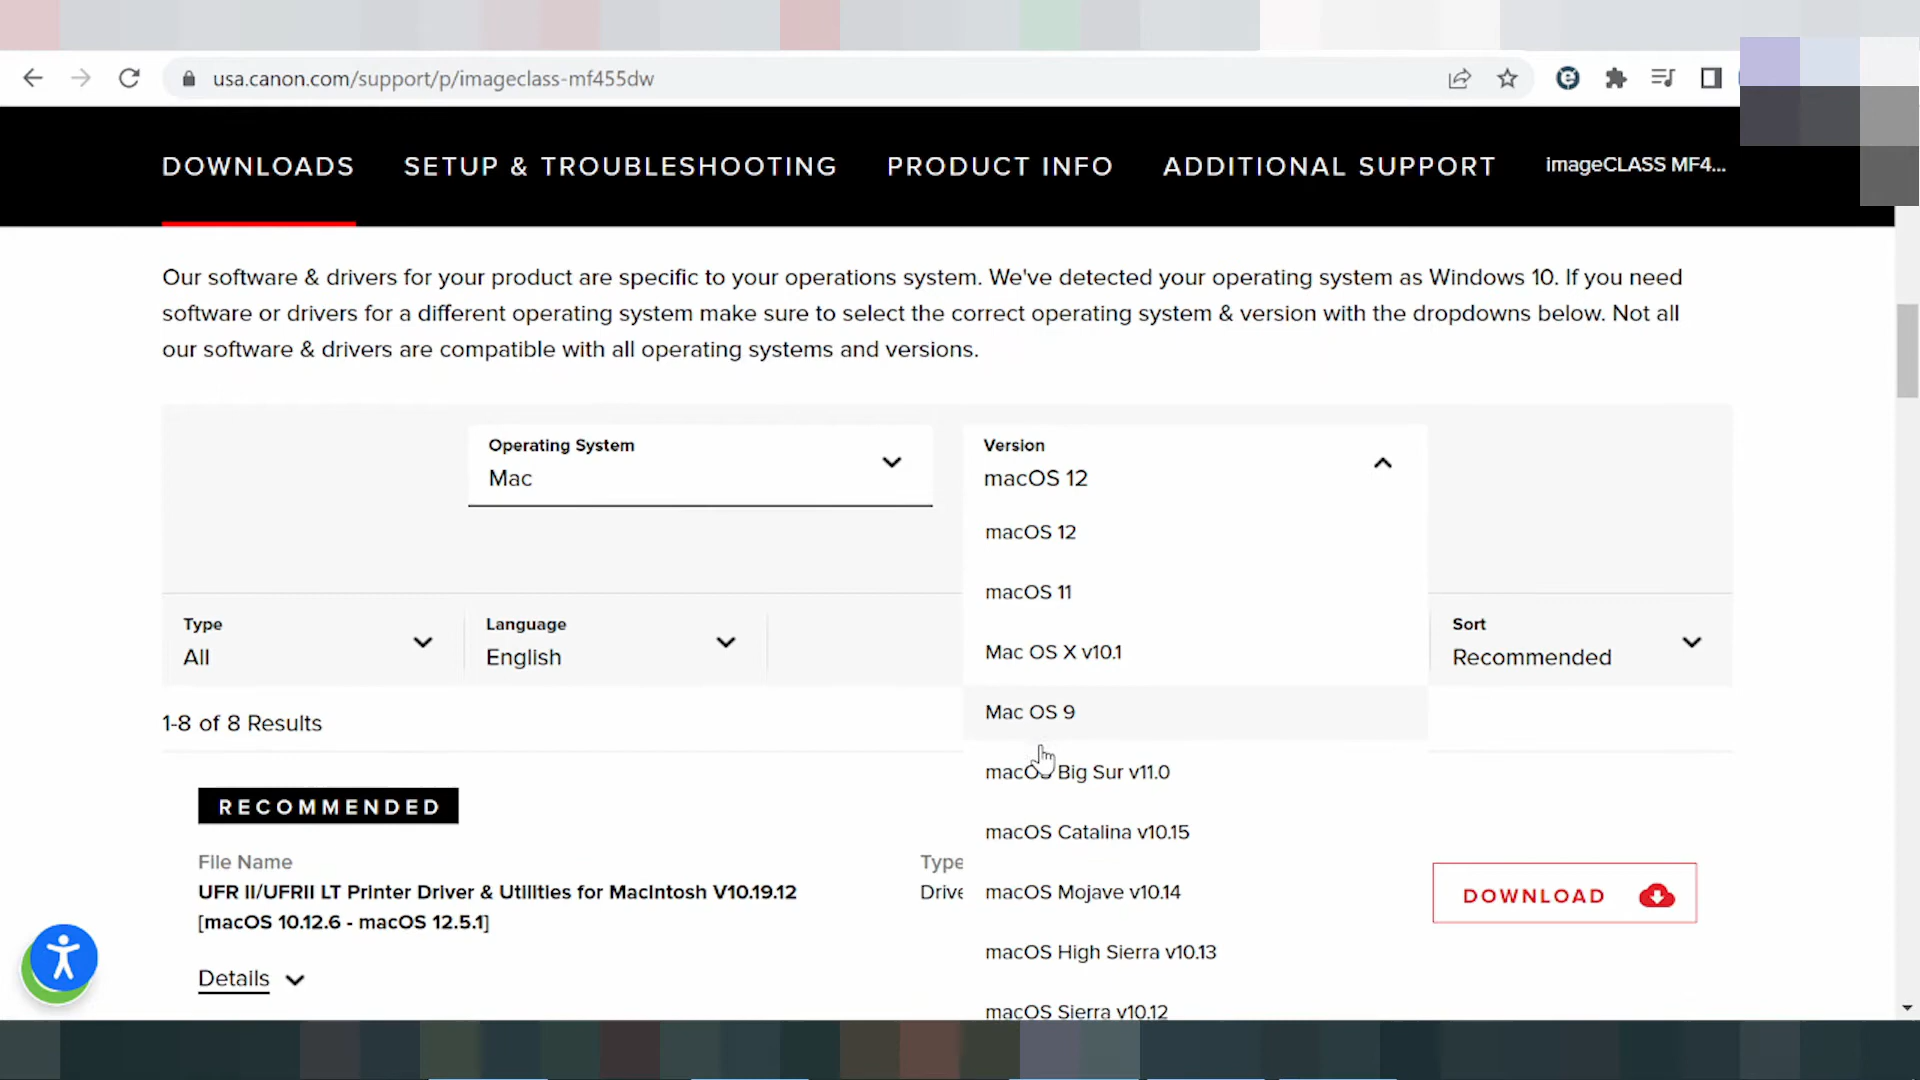 usa.canon.com/support/p/imageclass-mf455dw
DOWNLOADS SETUP & TROUBLESHOOTING PRODUCT INFO ADDITIONAL SUPPORT imageCLASS MF4...
Our software & drivers for your product are specific to your operations system. We've detected your operating system as Windows 10. If you need
software or drivers for a different operating system make sure to select the correct operating system & version with the dropdowns below. Not all
our software & drivers are compatible with all operating systems and versions.
Operating System
Mac
Version
macOS 12
macOS 12
macOS 11
Mac OS X v10.1
Mac OS 9
macOS Big Sur v11.0
macOS Catalina v10.15
macOS Mojave v10.14
macOS High Sierra v10.13
macOS Sierra v10.12
Type
All
Language
English
Sort
Recommended
1-8 of 8 Results
RECOMMENDED
File Name
UFR II/UFRII LT Printer Driver & Utilities for Macintosh V10.19.12
[macOS 10.12.6 - macOS 12.5.1]
Type
Drive
DOWNLOAD
Details